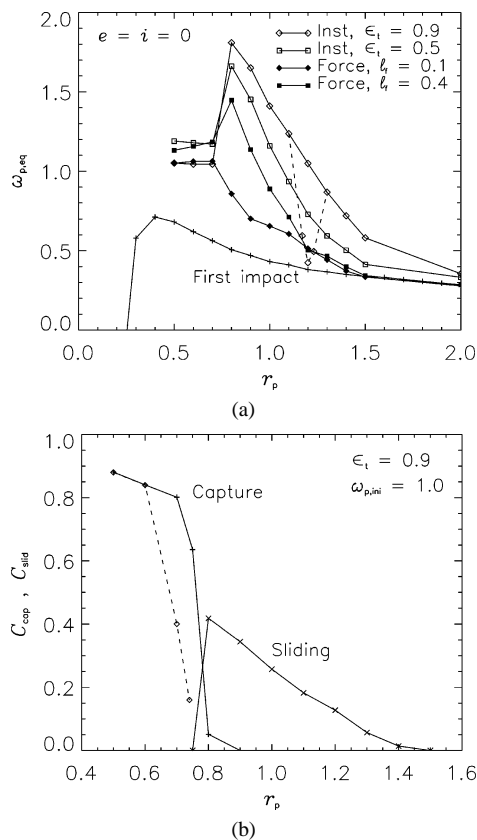 e = i = 0
Inst, ϵt = 0.9
Inst, ϵt = 0.5
Force, ℓf = 0.1
Force, ℓf = 0.4
2.0
1.5
1.0
0.5
0.0
ωp,eq
First impact
0.0 0.5 1.0 1.5 2.0
rp
(a)
1.0
0.8
0.6
0.4
0.2
0.0
Ccap , Cslid
ϵt = 0.9
ωp,ini = 1.0
Capture
Sliding
0.4 0.6 0.8 1.0 1.2 1.4 1.6
rp
(b)